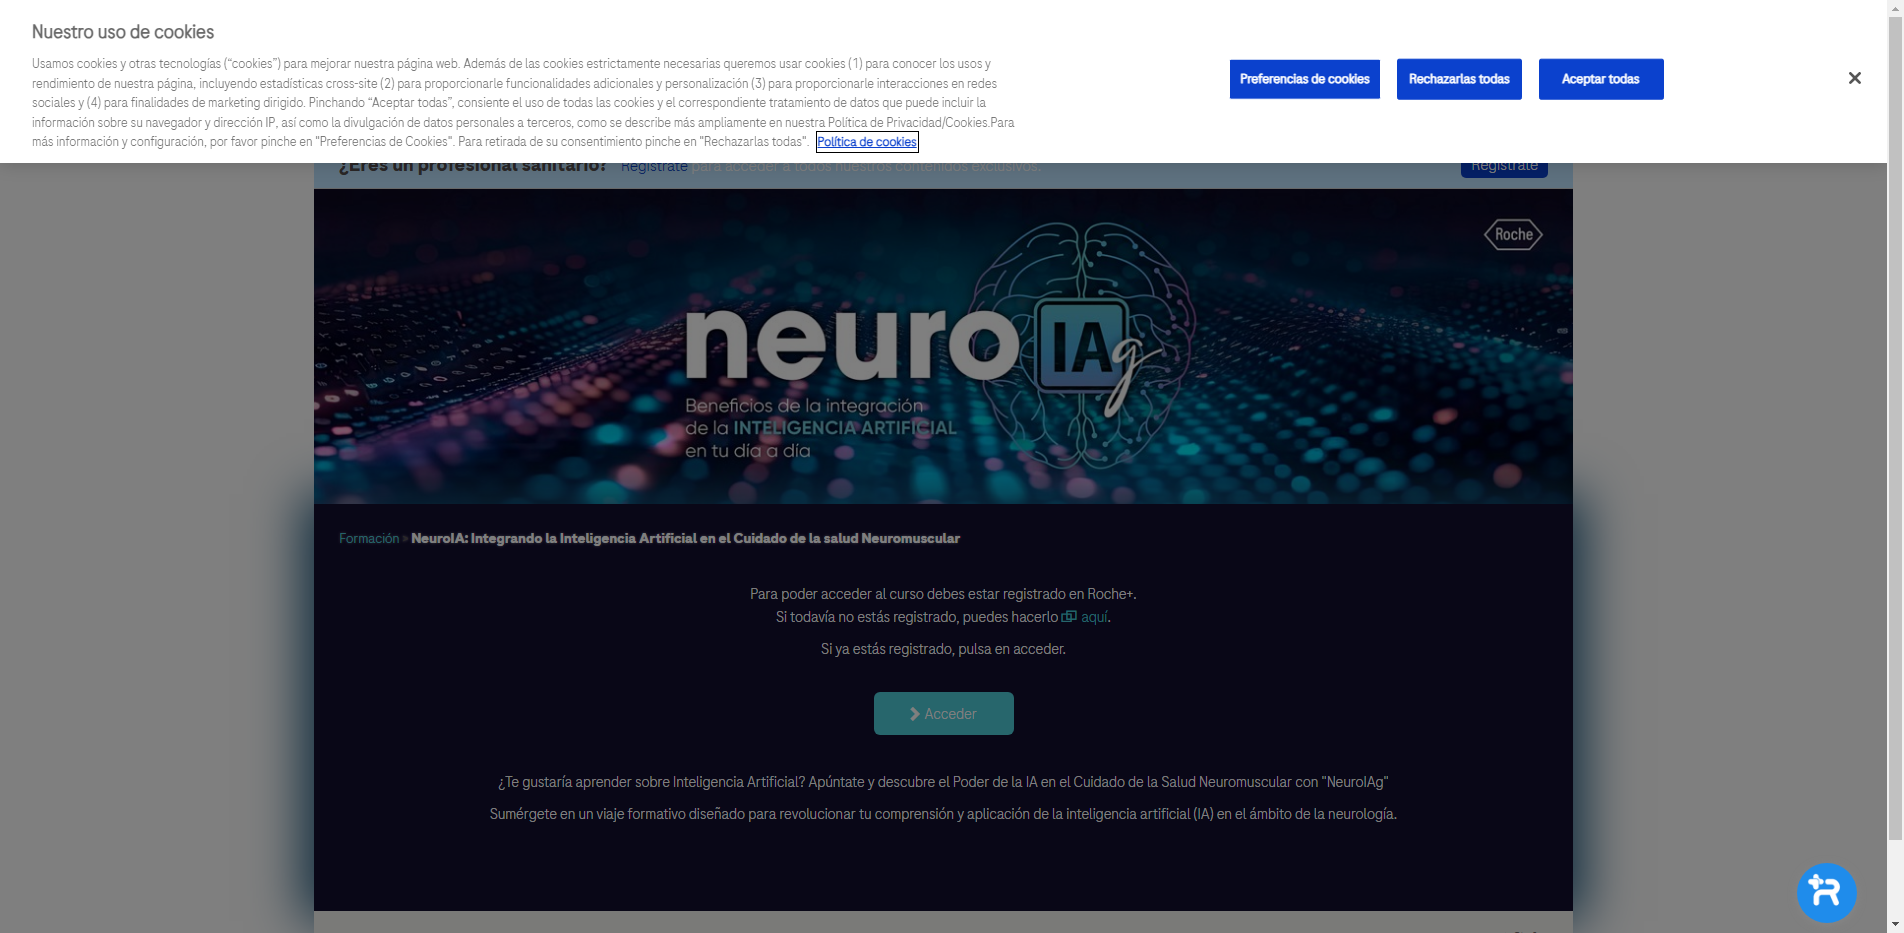 Nuestro uso de cookies
Usamos cookies y otras tecnologías (“cookies”) para mejorar nuestra página web. Además de las cookies estrictamente necesarias queremos usar cookies (1) para conocer los usos y
rendimiento de nuestra página, incluyendo estadísticas cross-site (2) para proporcionarle funcionalidades adicionales y personalización (3) para proporcionarle interacciones en redes
sociales y (4) para finalidades de marketing dirigido. Pinchando “Aceptar todas”, consiente el uso de todas las cookies y el correspondiente tratamiento de datos que puede incluir la
información sobre su navegador y dirección IP, así como la divulgación de datos personales a terceros, como se describe más ampliamente en nuestra Política de Privacidad/Cookies.Para
más información y configuración, por favor pinche en "Preferencias de Cookies". Para retirada de su consentimiento pinche en "Rechazarlas todas". Política de cookies
Preferencias de cookies
Rechazarlas todas
Aceptar todas
¿Eres un profesional sanitario? Regístrate para acceder a todos nuestros contenidos exclusivos.
Regístrate
Roche
neuro IAg
Beneficios de la integración
de la INTELIGENCIA ARTIFICIAL
en tu día a día
Formación » NeuroIA: Integrando la Inteligencia Artificial en el Cuidado de la salud Neuromuscular
Para poder acceder al curso debes estar registrado en Roche+.
Si todavía no estás registrado, puedes hacerlo aquí.
Si ya estás registrado, pulsa en acceder.
Acceder
¿Te gustaría aprender sobre Inteligencia Artificial? Apúntate y descubre el Poder de la IA en el Cuidado de la Salud Neuromuscular con "NeuroIAg"
Sumérgete en un viaje formativo diseñado para revolucionar tu comprensión y aplicación de la inteligencia artificial (IA) en el ámbito de la neurología.